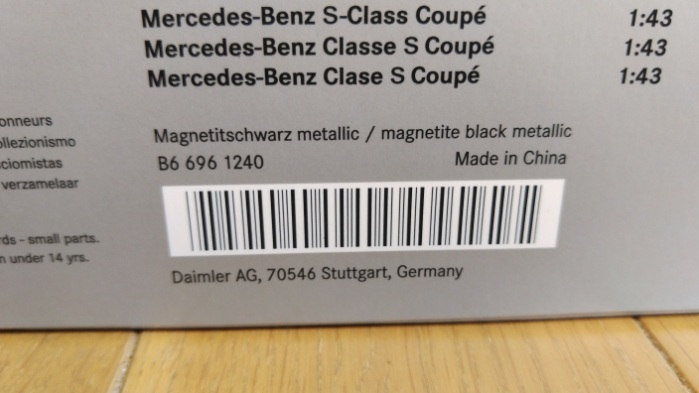 Mercedes-Benz S-Class Coupé 1:43
Mercedes-Benz Classe S Coupé 1:43
Mercedes-Benz Clase S Coupé 1:43
onneurs
ollezionismo
ciomistas
verzamelaar
Magnetitschwarz metallic / magnetite black metallic
B6 696 1240 Made in China
rds - small parts.
n under 14 yrs.
Daimler AG, 70546 Stuttgart, Germany